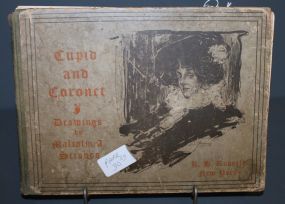 Cupid
and
Coronet
Drawings
by
Malcolm A.
Strauss
R. H. Russell
New York